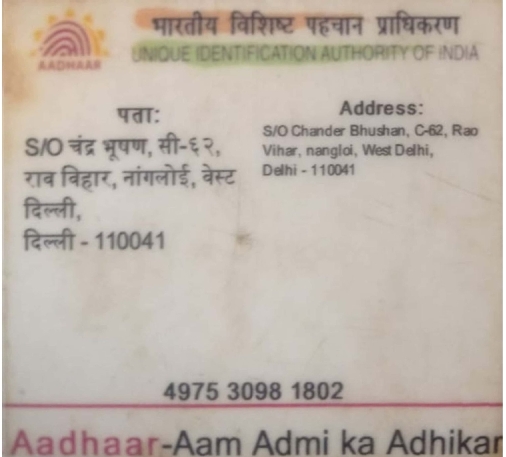 भारतीय विशिष्ट पहचान प्राधिकरण
UNIQUE IDENTIFICATION AUTHORITY OF INDIA
AADHAAR
पता:
S/O चंद्र भूषण, सी-६२,
राव विहार, नांगलोई, वेस्ट
दिल्ली,
दिल्ली - 110041
Address:
S/O Chander Bhushan, C-62, Rao
Vihar, nangloi, West Delhi,
Delhi - 110041
4975 3098 1802
Aadhaar-Aam Admi ka Adhikar